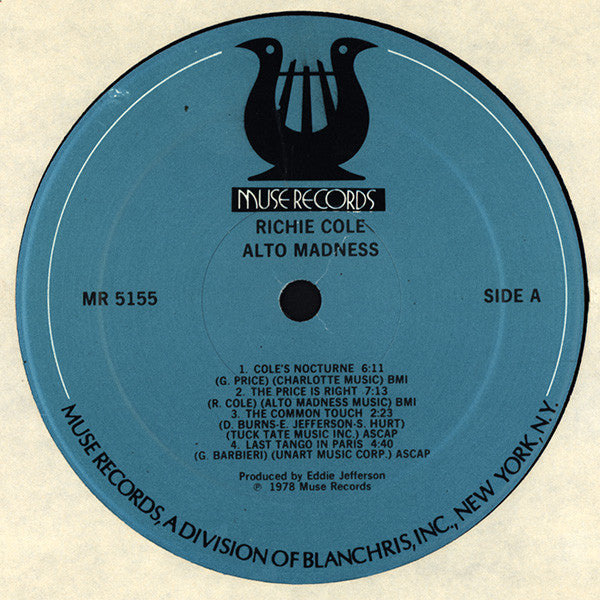 MUSE RECORDS
RICHIE COLE
ALTO MADNESS
MR 5155
SIDE A
1. COLE'S NOCTURNE 6:11
(G. PRICE) (CHARLOTTE MUSIC) BMI
2. THE PRICE IS RIGHT 7:13
(R. COLE) (ALTO MADNESS MUSIC) BMI
3. THE COMMON TOUCH 2:23
(D. BURNS-E. JEFFERSON-S. HURT)
(TUCK TATE MUSIC INC.) ASCAP
4. LAST TANGO IN PARIS 4:40
(G. BARBIERI) (UNART MUSIC CORP.) ASCAP
Produced by Eddie Jefferson
℗ 1978 Muse Records
MUSE RECORDS, A DIVISION OF BLANCHRIS, INC., NEW YORK, N.Y.